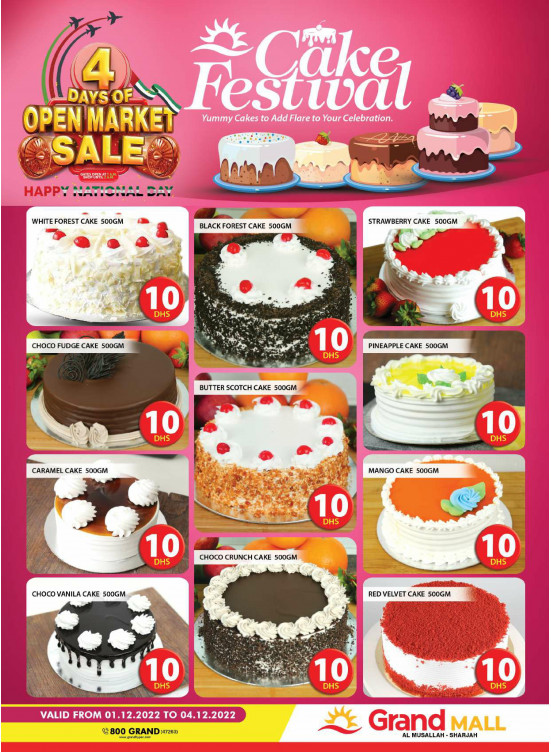 4
DAYS OF
OPEN MARKET
SALE
HAPPY NATIONAL DAY
Cake
Festival
Yummy Cakes to Add Flare to Your Celebration.
WHITE FOREST CAKE 500GM
10
DHS
BLACK FOREST CAKE 500GM
10
DHS
STRAWBERRY CAKE 500GM
10
DHS
CHOCO FUDGE CAKE 500GM
10
DHS
BUTTER SCOTCH CAKE 500GM
10
DHS
PINEAPPLE CAKE 500GM
10
DHS
CARAMEL CAKE 500GM
10
DHS
CHOCO CRUNCH CAKE 500GM
10
DHS
MANGO CAKE 500GM
10
DHS
CHOCO VANILA CAKE 500GM
10
DHS
RED VELVET CAKE 500GM
10
DHS
VALID FROM 01.12.2022 TO 04.12.2022
800 GRAND (47263)
Grand MALL
AL MUSALLAH - SHARJAH